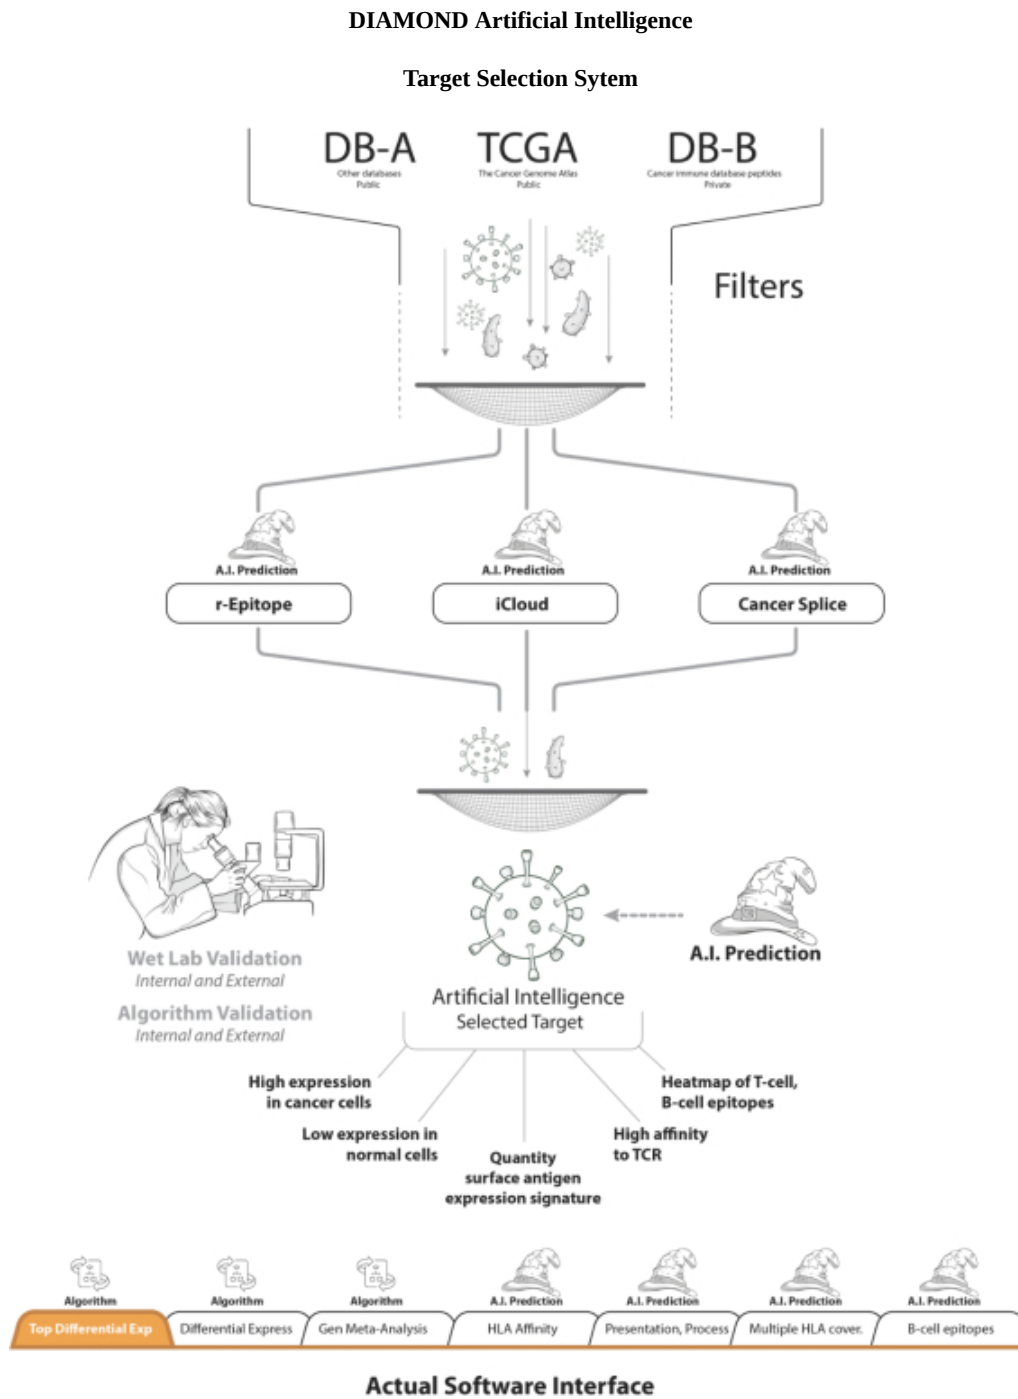 DIAMOND Artificial Intelligence
Target Selection Sytem
DB-A
Other databases
Public
TCGA
The Cancer Genome Atlas
Public
DB-B
Cancer immune database peptides
Private
Filters
A.I. Prediction
r-Epitope
A.I. Prediction
iCloud
A.I. Prediction
Cancer Splice
Wet Lab Validation
Internal and External
Algorithm Validation
Internal and External
A.I. Prediction
Artificial Intelligence
Selected Target
High expression
in cancer cells
Low expression in
normal cells
Quantity
surface antigen
expression signature
High affinity
to TCR
Heatmap of T-cell,
B-cell epitopes
Algorithm
Top Differential Exp
Algorithm
Differential Express
Algorithm
Gen Meta-Analysis
A.I. Prediction
HLA Affinity
A.I. Prediction
Presentation, Process
A.I. Prediction
Multiple HLA cover.
A.I. Prediction
B-cell epitopes
Actual Software Interface